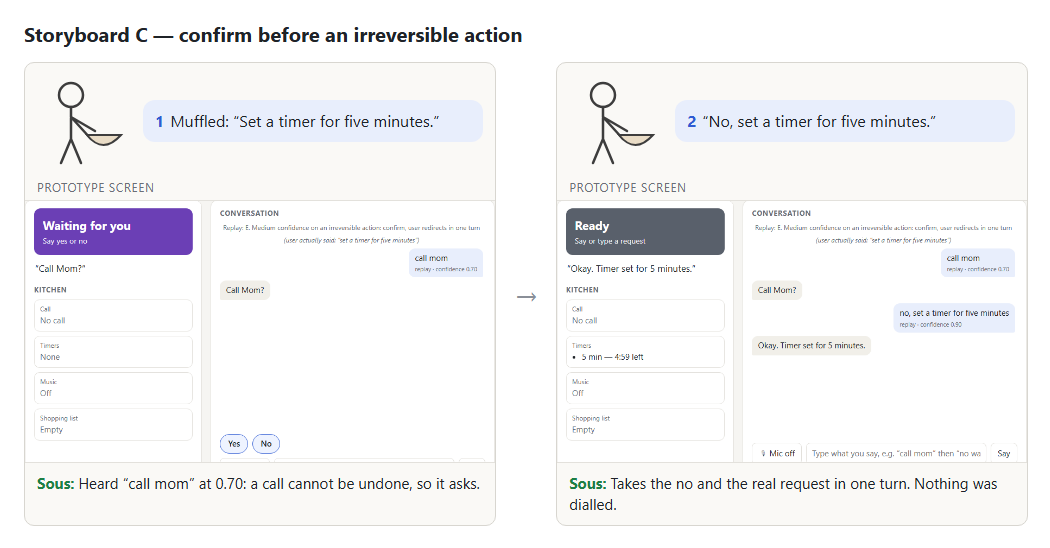 Storyboard C — confirm before an irreversible action
1 Muffled: “Set a timer for five minutes.”
PROTOTYPE SCREEN
Waiting for you
Say yes or no
“Call Mom?”
KITCHEN
Call
No call
Timers
None
Music
Off
Shopping list
Empty
CONVERSATION
Replay: E. Medium confidence on an irreversible action: confirm, user redirects in one turn
(user actually said: “set a timer for five minutes”)
call mom
replay · confidence 0.70
Call Mom?
Yes
No
Sous: Heard “call mom” at 0.70: a call cannot be undone, so it asks.
→
2 “No, set a timer for five minutes.”
PROTOTYPE SCREEN
Ready
Say or type a request
“Okay. Timer set for 5 minutes.”
KITCHEN
Call
No call
Timers
• 5 min — 4:59 left
Music
Off
Shopping list
Empty
CONVERSATION
Replay: E. Medium confidence on an irreversible action: confirm, user redirects in one turn
(user actually said: “set a timer for five minutes”)
call mom
replay · confidence 0.70
Call Mom?
no, set a timer for five minutes
replay · confidence 0.90
Okay. Timer set for 5 minutes.
Mic off
Type what you say, e.g. “call mom” then “no wa
Say
Sous: Takes the no and the real request in one turn. Nothing was
dialled.